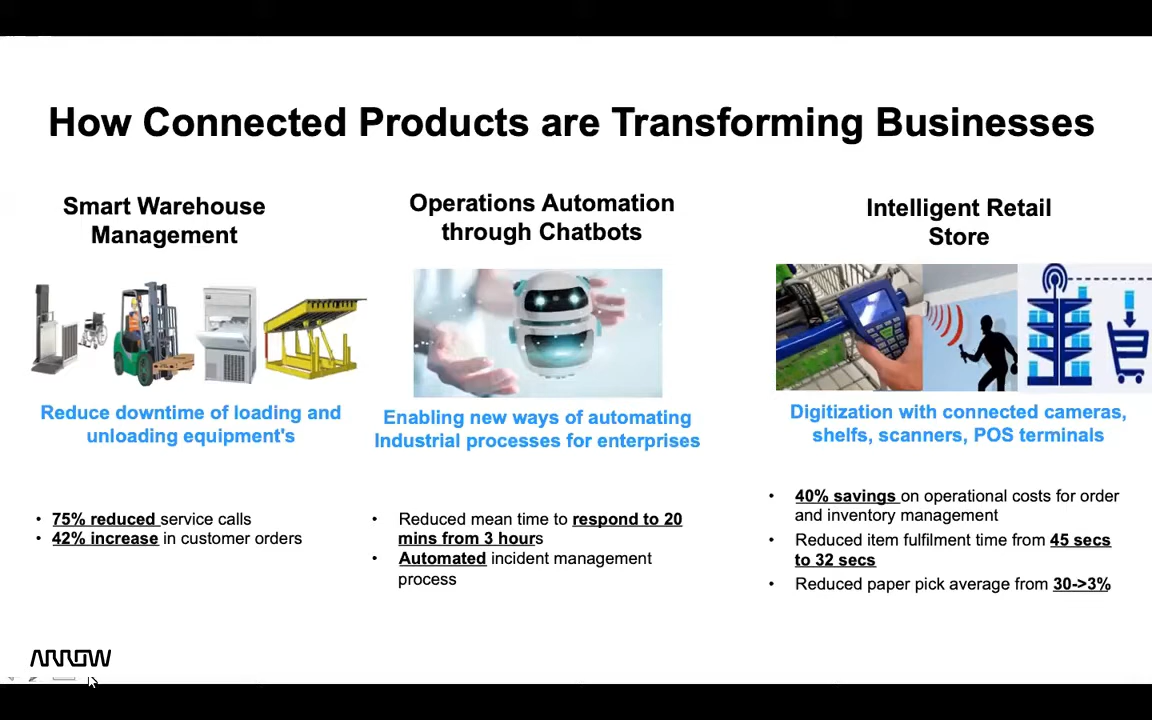 How Connected Products are Transforming Businesses
Smart Warehouse
Management
Reduce downtime of loading and
unloading equipment's
• 75% reduced service calls
• 42% increase in customer orders
Operations Automation
through Chatbots
Enabling new ways of automating
Industrial processes for enterprises
• Reduced mean time to respond to 20
mins from 3 hours
• Automated incident management
process
Intelligent Retail
Store
Digitization with connected cameras,
shelfs, scanners, POS terminals
• 40% savings on operational costs for order
and inventory management
• Reduced item fulfilment time from 45 secs
to 32 secs
• Reduced paper pick average from 30->3%
ARROW